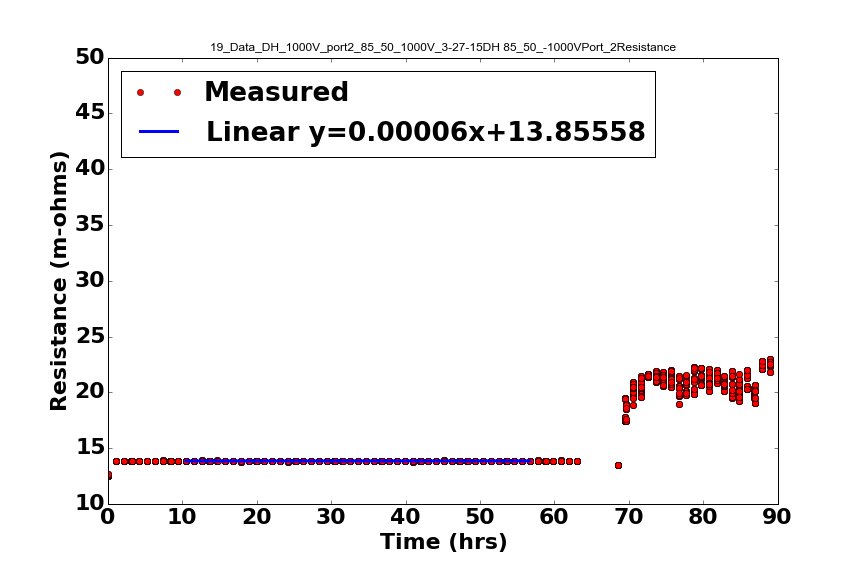 19_Data_DH_1000V_port2_85_50_1000V_3-27-15DH 85_50_-1000VPort_2Resistance
Measured
Linear y=0.00006x+13.85558
50
45
40
35
30
25
20
15
10
Resistance (m-ohms)
0 10 20 30 40 50 60 70 80 90
Time (hrs)